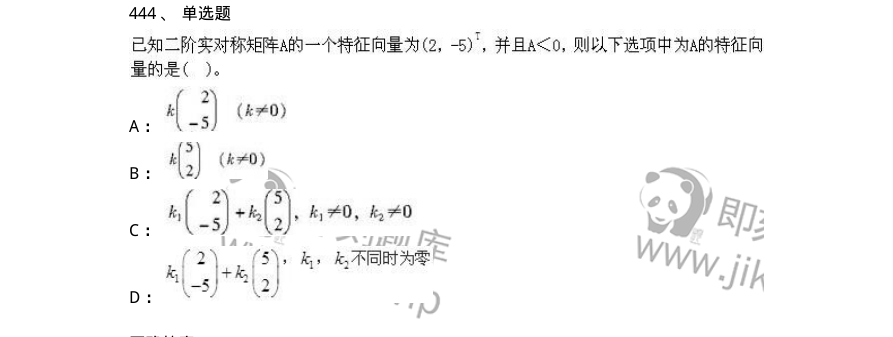 444 、 单选题
已知二阶实对称矩阵A的一个特征向量为(2, -5)ᵀ, 并且A＜0, 则以下选项中为A的特征向
量的是(  )。
A： k(2 -5) (k≠0)
B： k(5 2) (k≠0)
C： k₁(2 -5)+k₂(5 2), k₁≠0, k₂≠0
D： k₁(2 -5)+k₂(5 2), k₁, k₂不同时为零
即
www.jik